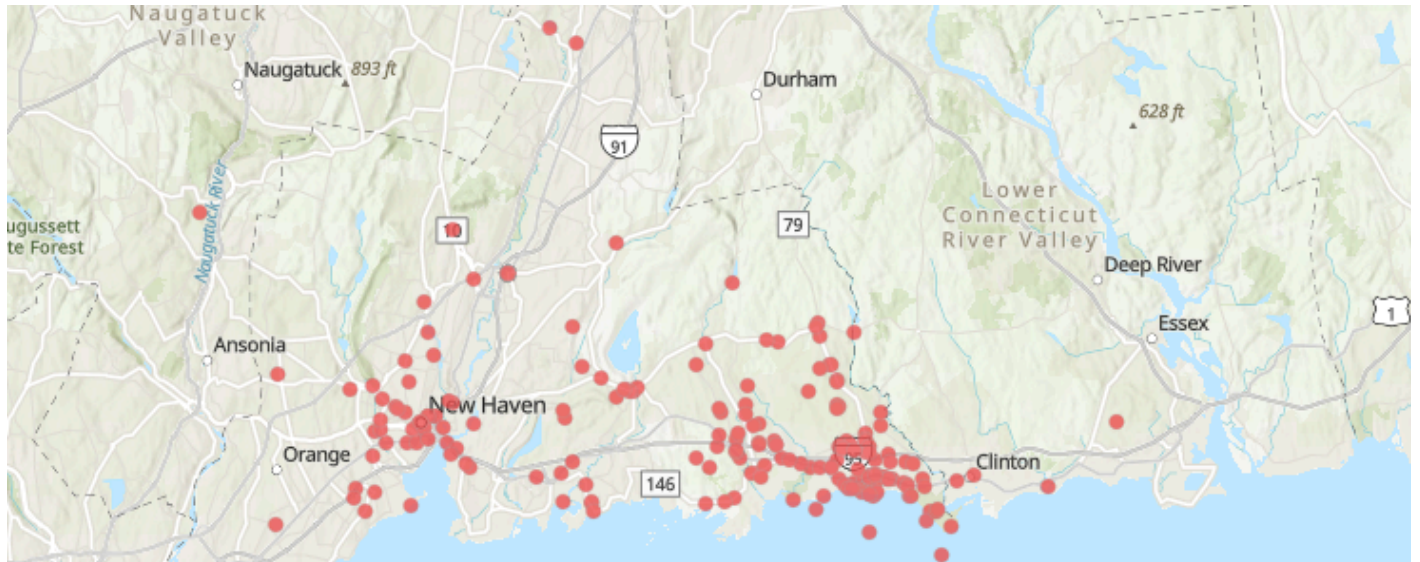 Naugatuck
Valley
Naugatuck
893 ft
Durham
628 ft
91
Naugatuck River
Lower
Connecticut
River Valley
79
10
ugussett
te Forest
Deep River
1
Essex
Ansonia
New Haven
Orange
95
Clinton
146